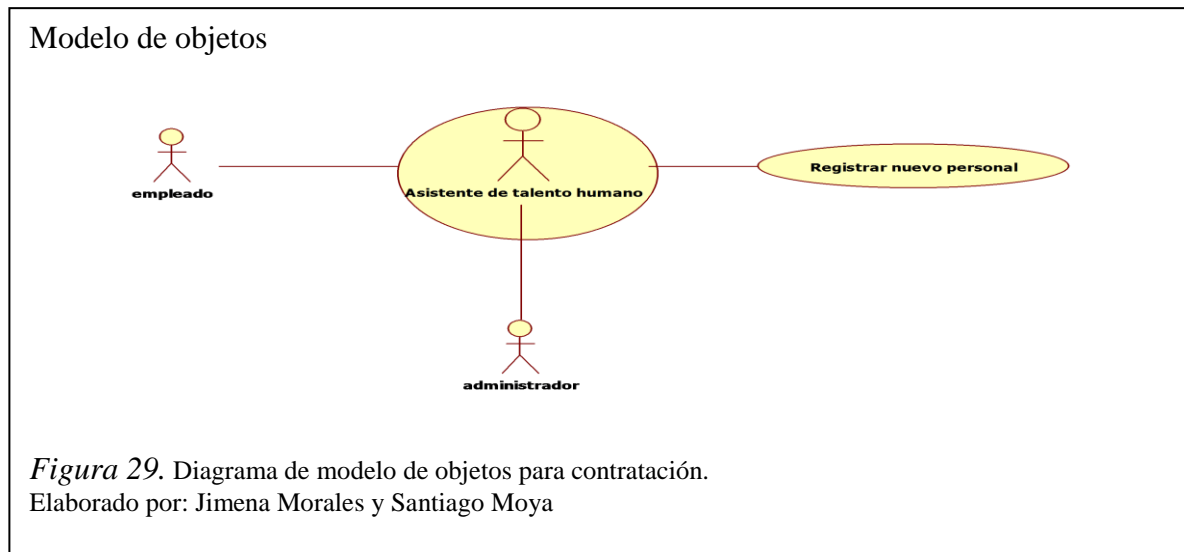 Modelo de objetos
empleado
Asistente de talento humano
Registrar nuevo personal
administrador
Figura 29. Diagrama de modelo de objetos para contratación.
Elaborado por: Jimena Morales y Santiago Moya